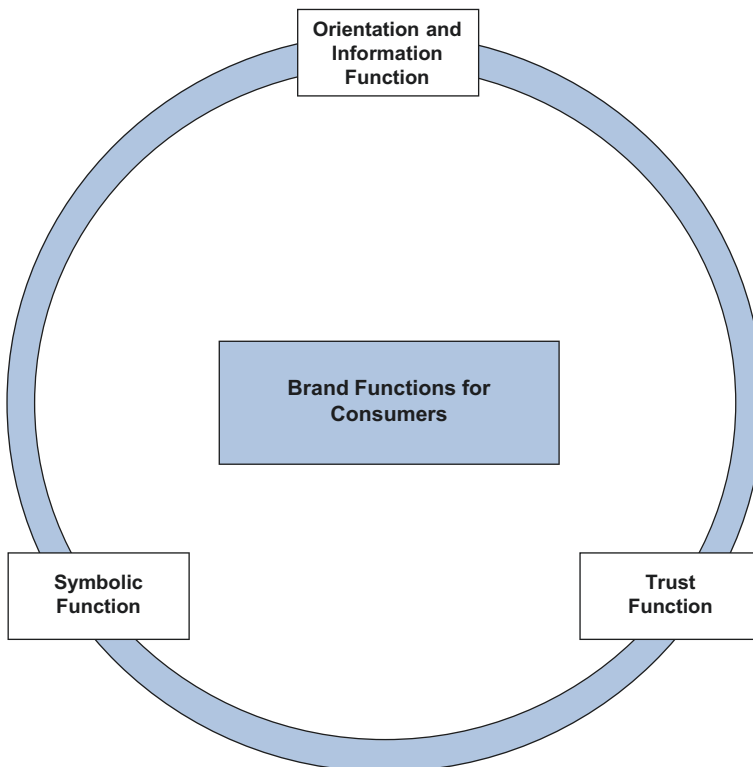 Orientation and
Information
Function
Brand Functions for
Consumers
Symbolic
Function
Trust
Function